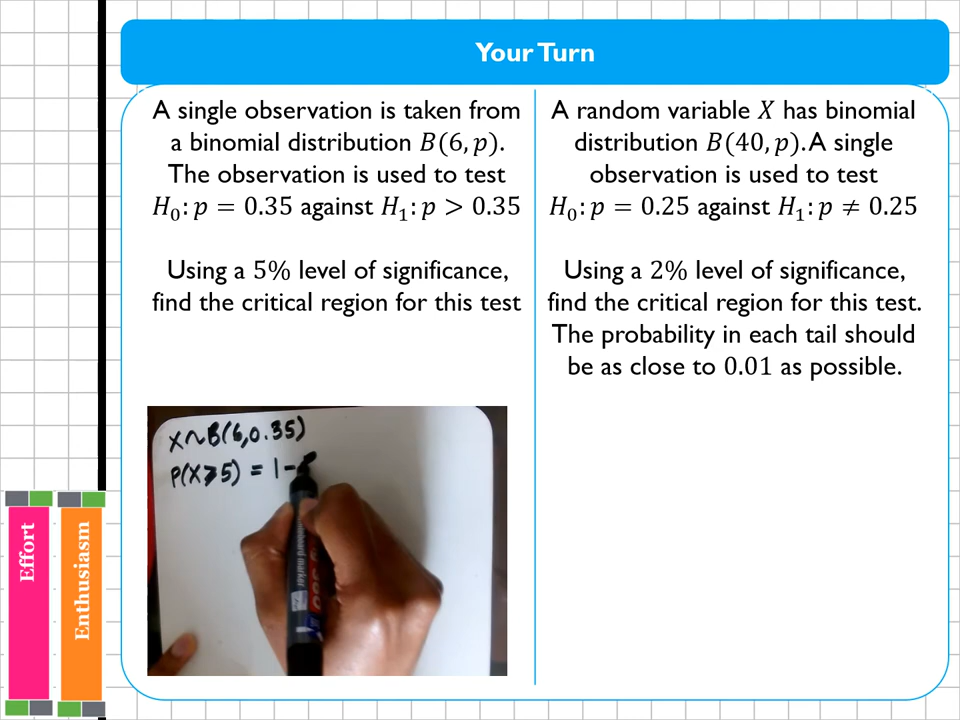 Your Turn
A single observation is taken from
a binomial distribution B(6, p).
The observation is used to test
H₀: p = 0.35 against H₁: p > 0.35
Using a 5% level of significance,
find the critical region for this test
A random variable X has binomial
distribution B(40, p). A single
observation is used to test
H₀: p = 0.25 against H₁: p ≠ 0.25
Using a 2% level of significance,
find the critical region for this test.
The probability in each tail should
be as close to 0.01 as possible.
X~B(6,0.35)
P(X⩾5) = 1-
Effort
Enthusiasm